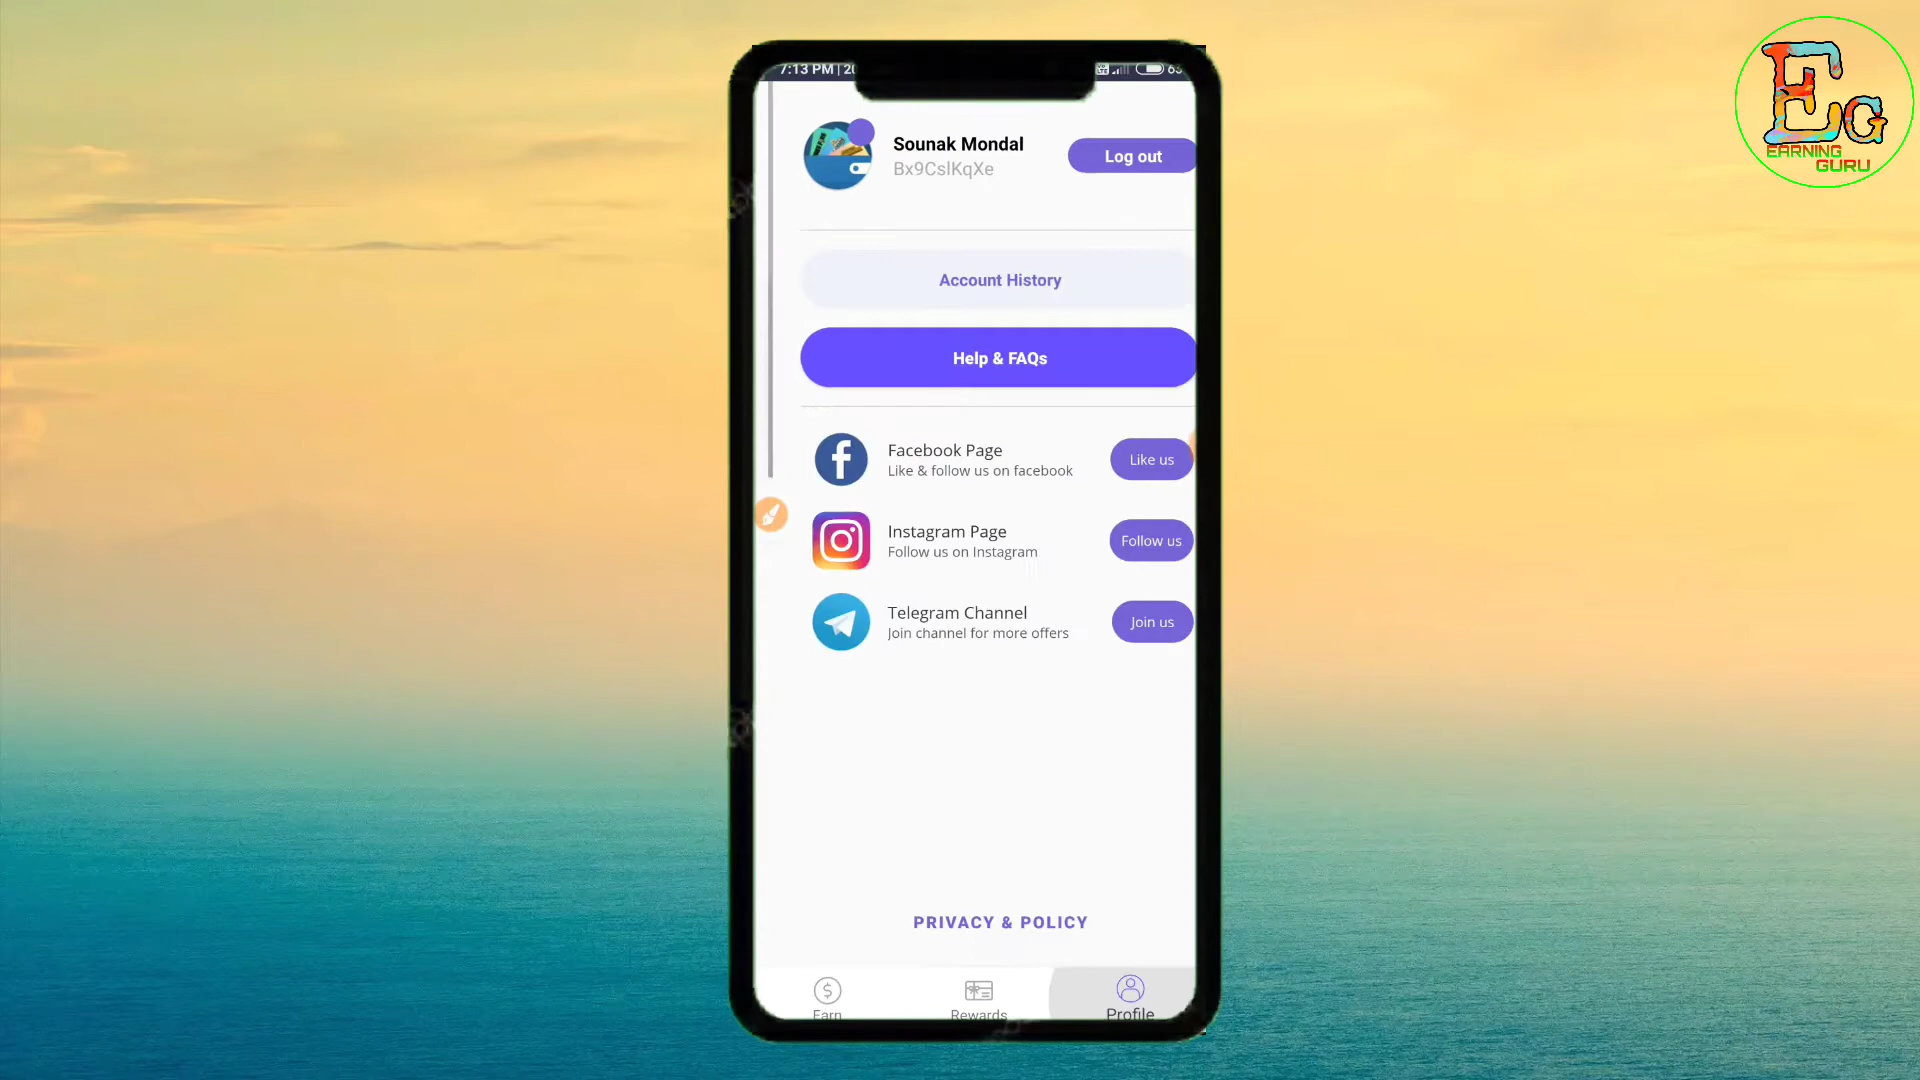 7:13 PM | 20
Sounak Mondal
Log out
Account History
Help & FAQs
Facebook Page
Like & follow us on facebook
Like us
Instagram Page
Follow us on Instagram
Follow us
Telegram Channel
Join channel for more offers
Join us
PRIVACY & POLICY
Earn
Rewards
Profile
EG
EARNING
GURU